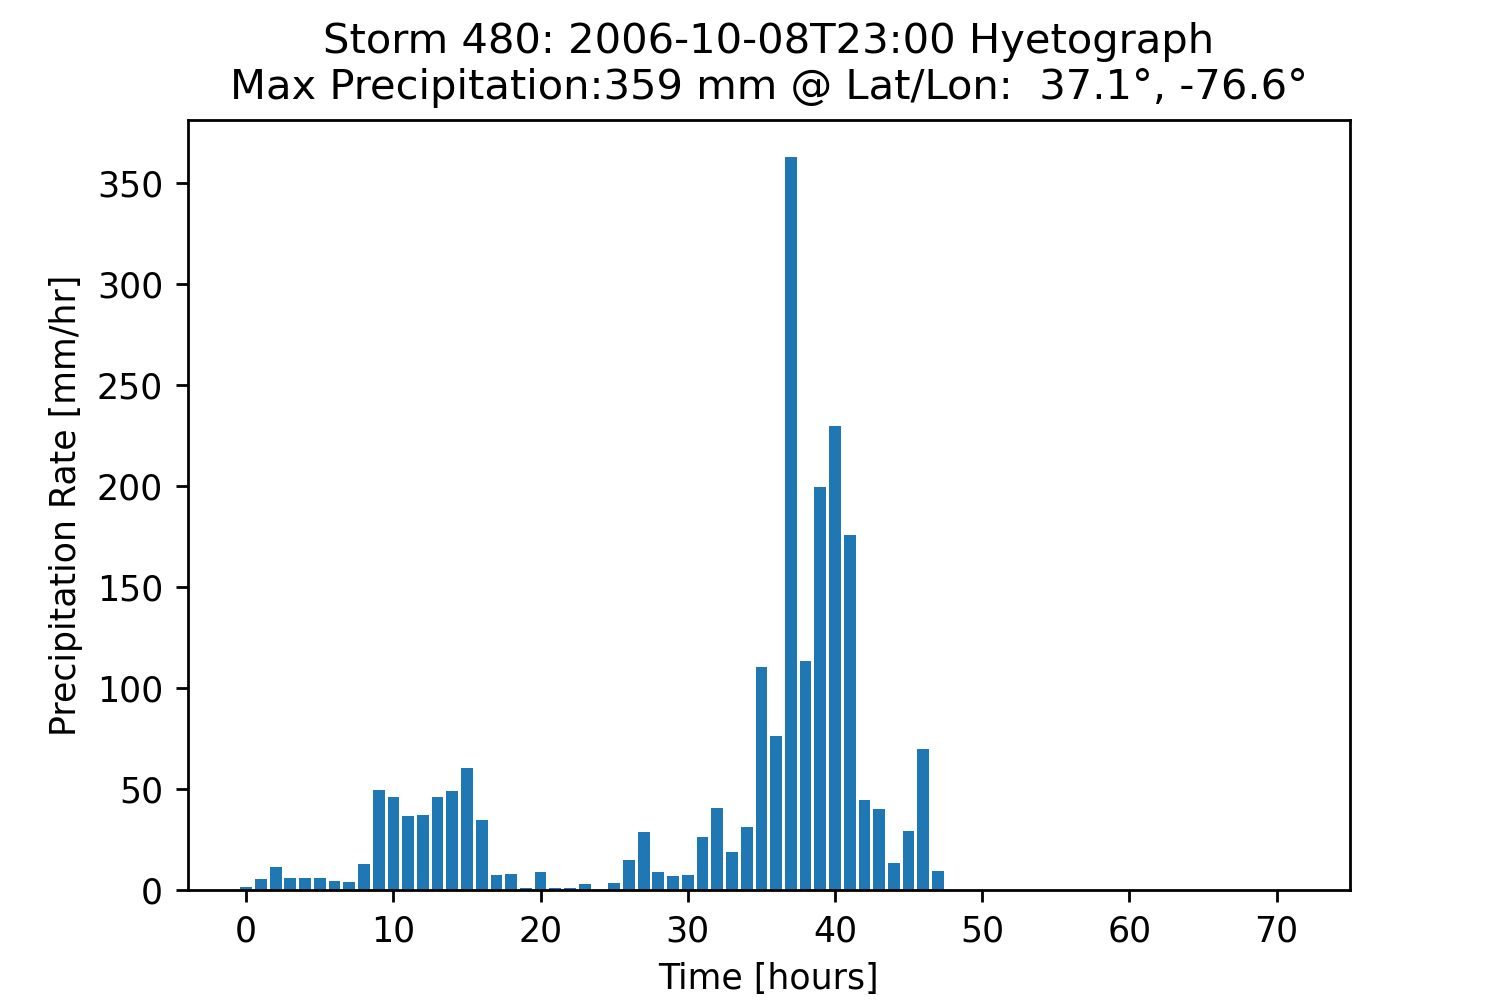 Storm 480: 2006-10-08T23:00 Hyetograph
Max Precipitation:359 mm @ Lat/Lon:  37.1°, -76.6°
Precipitation Rate [mm/hr]
350
300
250
200
150
100
50
0
0 10 20 30 40 50 60 70
Time [hours]